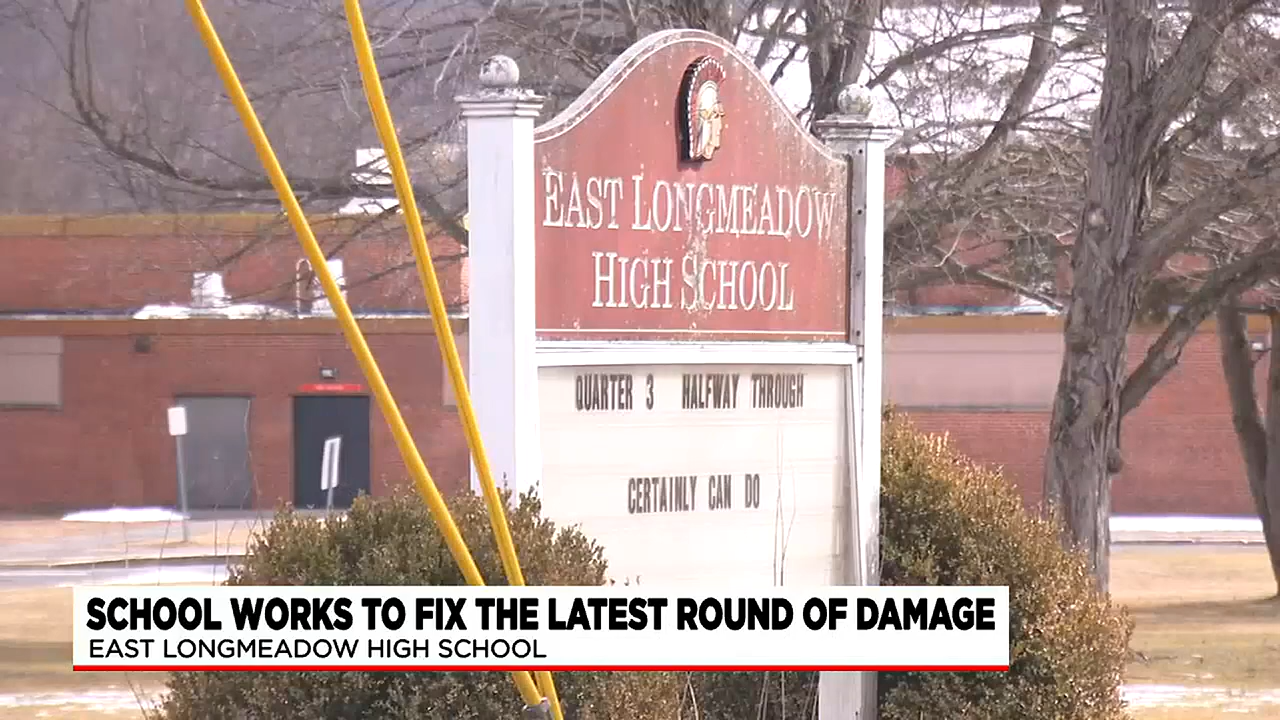 EAST LONGMEADOW
HIGH SCHOOL
QUARTER 3 HALFWAY THROUGH
CERTAINLY CAN DO
SCHOOL WORKS TO FIX THE LATEST ROUND OF DAMAGE
EAST LONGMEADOW HIGH SCHOOL